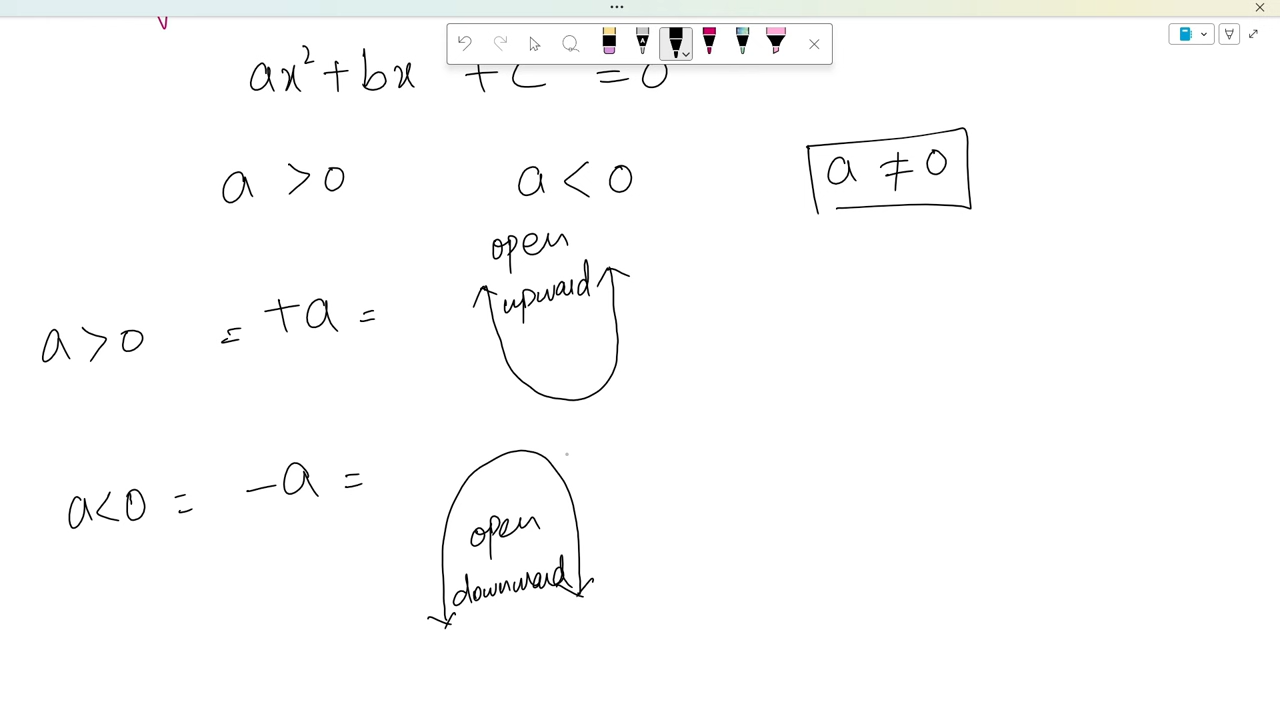 ax²+bx +c =0
a >0 a <0 a ≠0
open
upward
a>0 = +a =
a<0 = -a =
open
downward